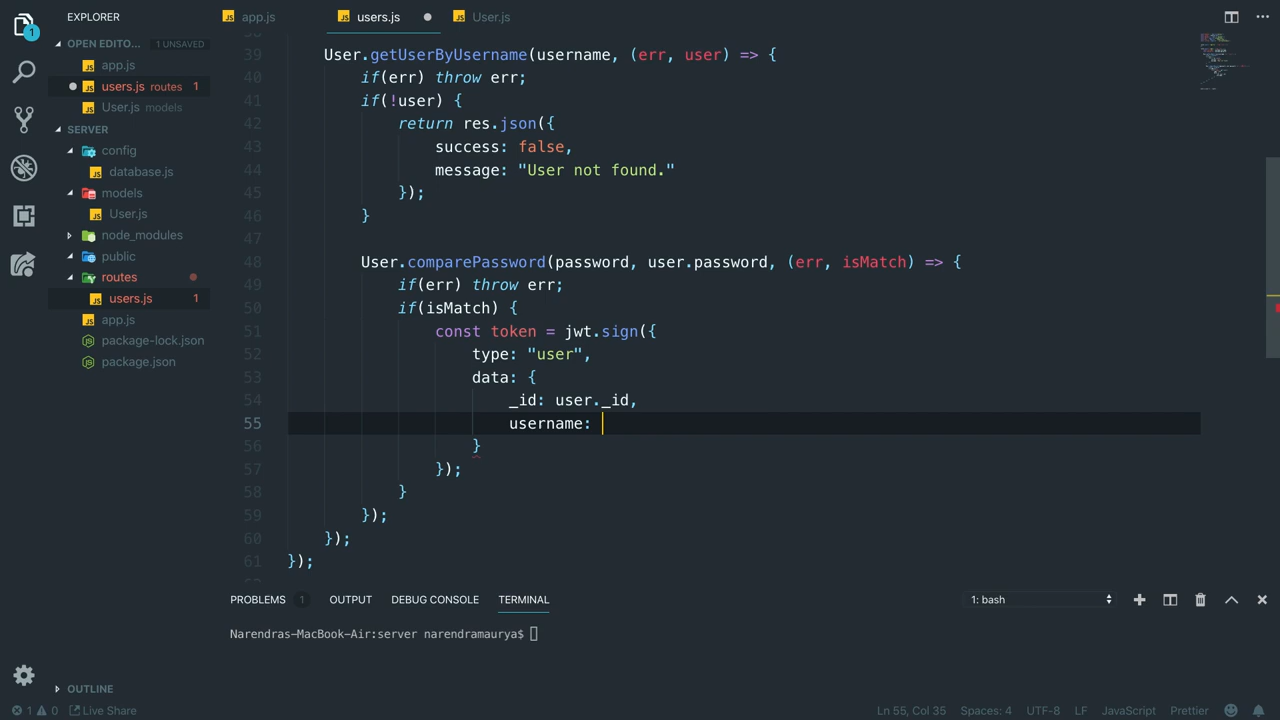 1
EXPLORER
OPEN EDITO... 1 UNSAVED
app.js
users.js routes 1
User.js models
SERVER
config
database.js
models
User.js
node_modules
public
routes
users.js 1
app.js
package-lock.json
package.json
OUTLINE
JS app.js
JS users.js
JS User.js
39 User.getUserByUsername(username, (err, user) => {
40 if(err) throw err;
41 if(!user) {
42 return res.json({
43 success: false,
44 message: "User not found."
45 });
46 }
47
48 User.comparePassword(password, user.password, (err, isMatch) => {
49 if(err) throw err;
50 if(isMatch) {
51 const token = jwt.sign({
52 type: "user",
53 data: {
54 _id: user._id,
55 username:
56 }
57 });
58 }
59 });
60 });
61 });
PROBLEMS 1 OUTPUT DEBUG CONSOLE TERMINAL 1: bash
Narendras-MacBook-Air:server narendramaurya$
1 0 Live Share Ln 55, Col 35 Spaces: 4 UTF-8 LF JavaScript Prettier